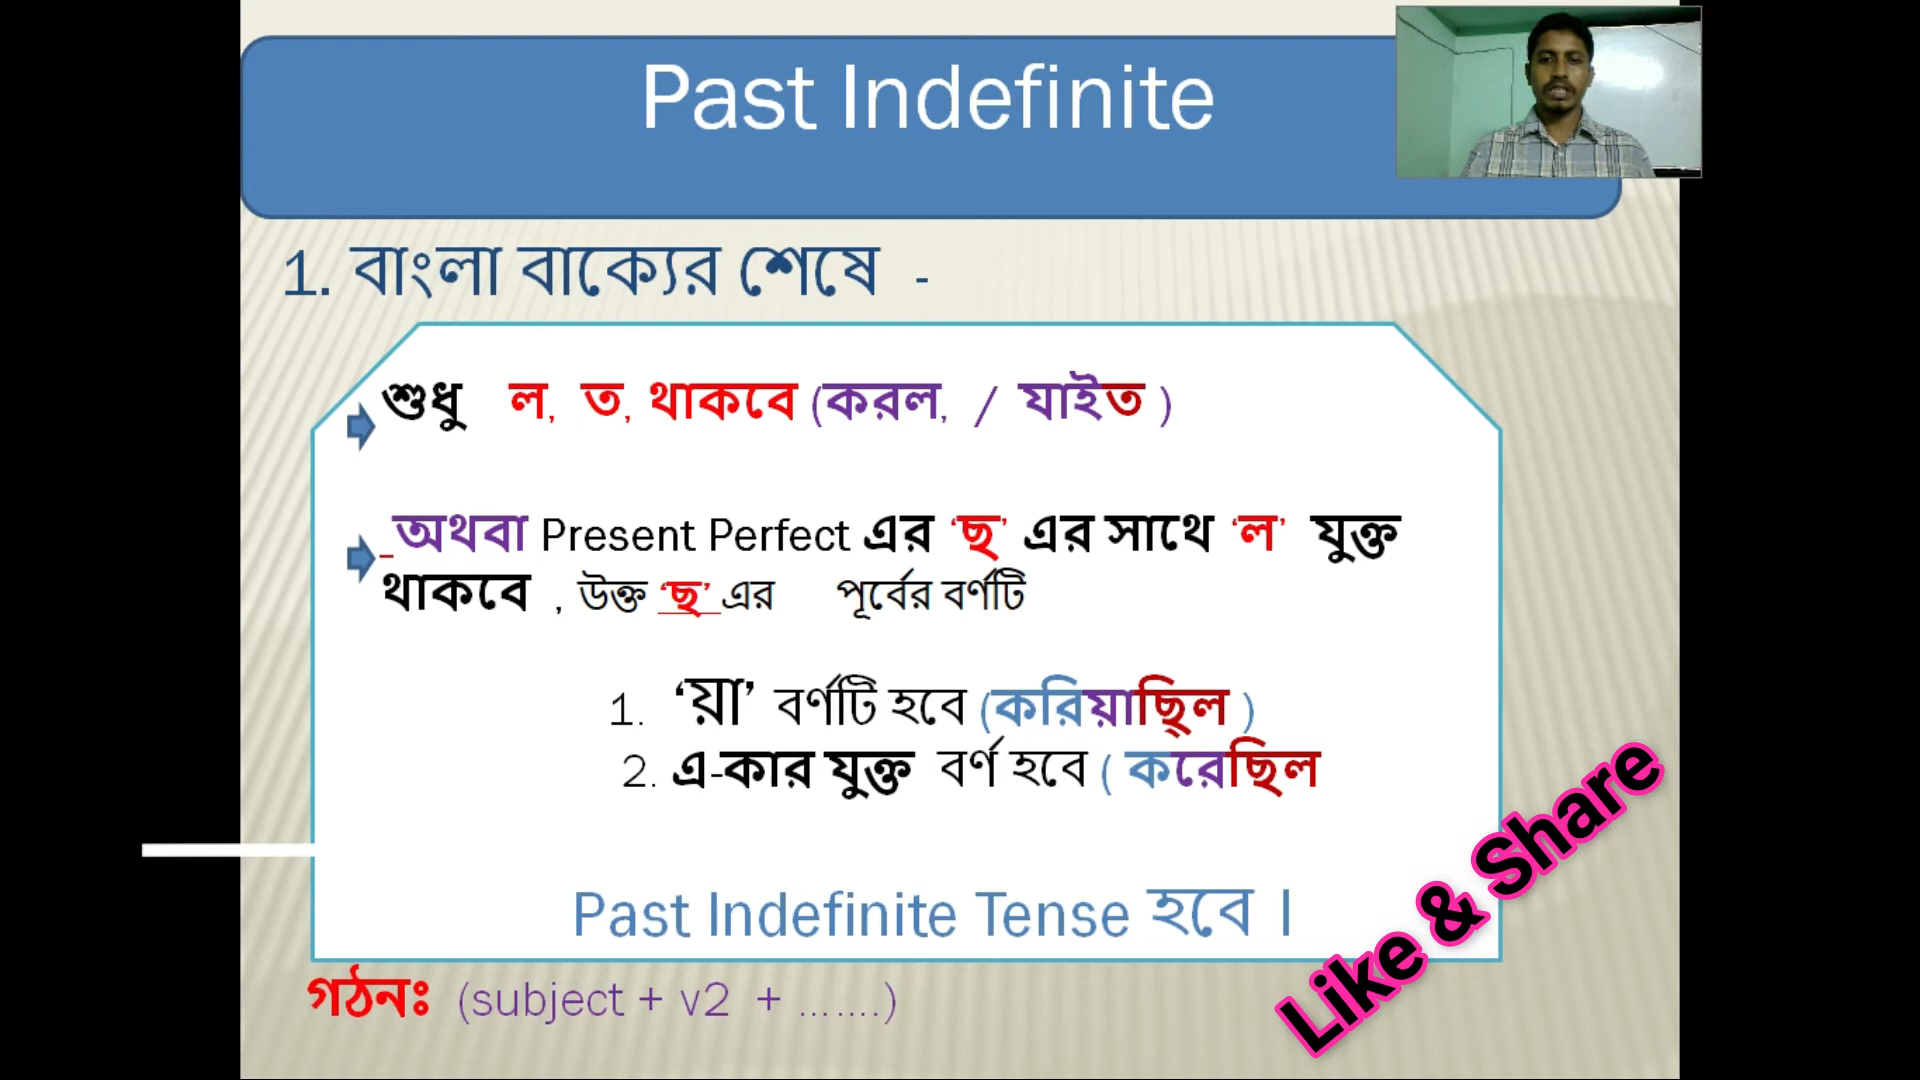 Past Indefinite
1. বাংলা বাক্যের শেষে -
শুধু ল, ত, থাকবে (করল, / যাইত )
_অথবা Present Perfect এর ‘ছ’ এর সাথে ‘ল’ যুক্ত
থাকবে , উক্ত ‘ছ’ এর পূর্বের বর্ণটি
1. ‘য়া’ বর্ণটি হবে (করিয়াছিল )
2. এ-কার যুক্ত বর্ণ হবে ( করেছিল
Past Indefinite Tense হবে ।
গঠনঃ (subject + v2 + .......)
Like & Share